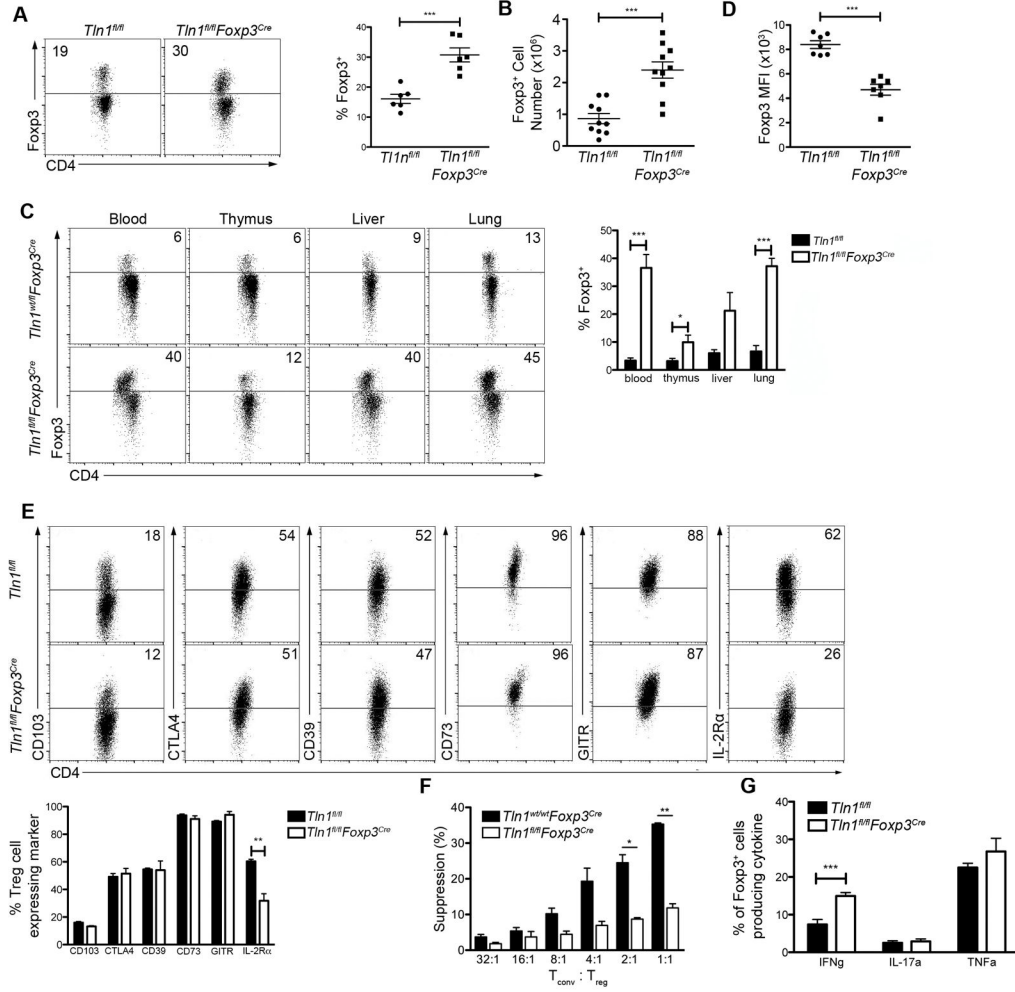 A
Tln1fl/fl
Tln1fl/flFoxp3Cre
19
30
Foxp3
CD4
% Foxp3+
40
30
20
10
0
***
Tl1nfl/fl
Tln1fl/fl
Foxp3Cre
B
Foxp3+ Cell
Number (x106)
4
3
2
1
0
***
Tln1fl/fl
Tln1fl/fl
Foxp3Cre
D
Foxp3 MFI (x103)
10
8
6
4
2
0
***
Tln1fl/fl
Tln1fl/fl
Foxp3Cre
C
Blood
Thymus
Liver
Lung
Tln1wt/flFoxp3Cre
6
6
9
13
Tln1fl/flFoxp3Cre
40
12
40
45
Foxp3
CD4
% Foxp3+
50
40
30
20
10
0
***
*
***
blood
thymus
liver
lung
Tln1fl/fl
Tln1fl/flFoxp3Cre
E
Tln1fl/fl
18
54
52
96
88
62
Tln1fl/flFoxp3Cre
12
51
47
96
87
26
CD103
CTLA4
CD39
CD73
GITR
IL-2Rα
CD4
% Treg cell
expressing marker
100
80
60
40
20
0
**
CD103
CTLA4
CD39
CD73
GITR
IL-2Rα
Tln1fl/fl
Tln1fl/flFoxp3Cre
F
Suppression (%)
40
30
20
10
0
Tln1wt/wtFoxp3Cre
Tln1fl/flFoxp3Cre
*
**
32:1
16:1
8:1
4:1
2:1
1:1
Tconv : Treg
G
% of Foxp3+ cells
producing cytokine
40
30
20
10
0
Tln1fl/fl
Tln1fl/flFoxp3Cre
***
IFNg
IL-17a
TNFa